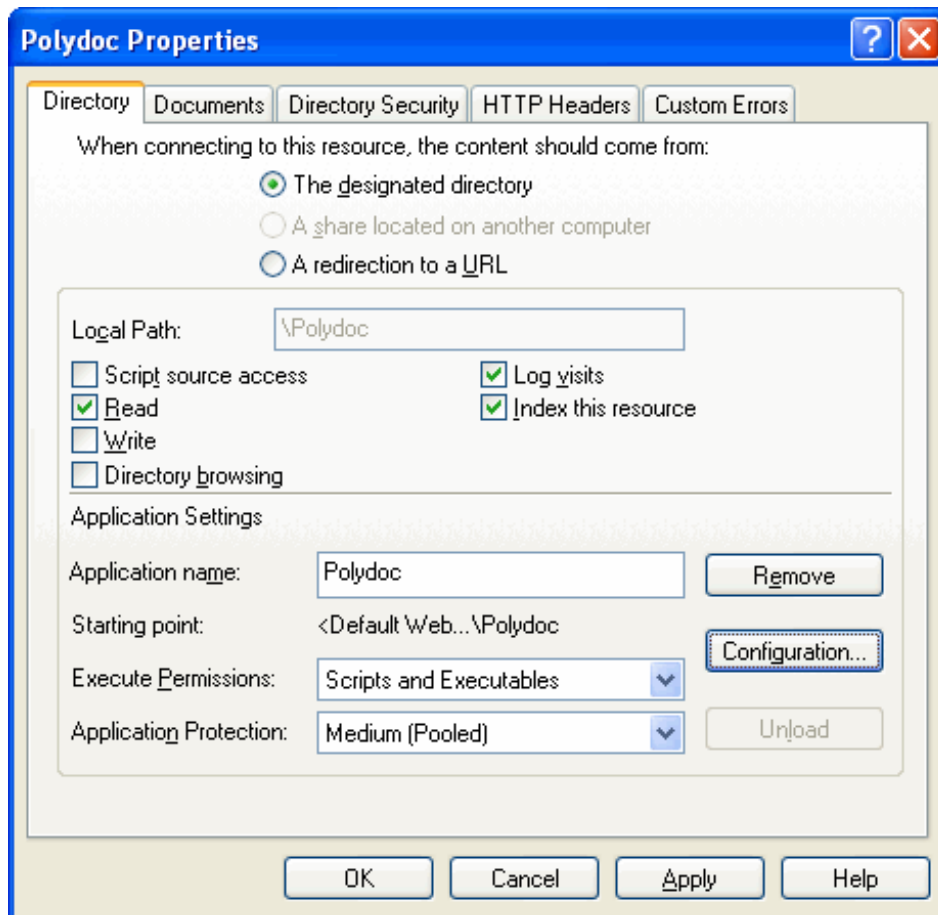 Polydoc Properties
Directory Documents Directory Security HTTP Headers Custom Errors
When connecting to this resource, the content should come from:
The designated directory
A share located on another computer
A redirection to a URL
Local Path: \Polydoc
Script source access Log visits
Read Index this resource
Write
Directory browsing
Application Settings
Application name: Polydoc Remove
Starting point: <Default Web...\Polydoc
Configuration...
Execute Permissions: Scripts and Executables
Application Protection: Medium (Pooled) Unload
OK Cancel Apply Help